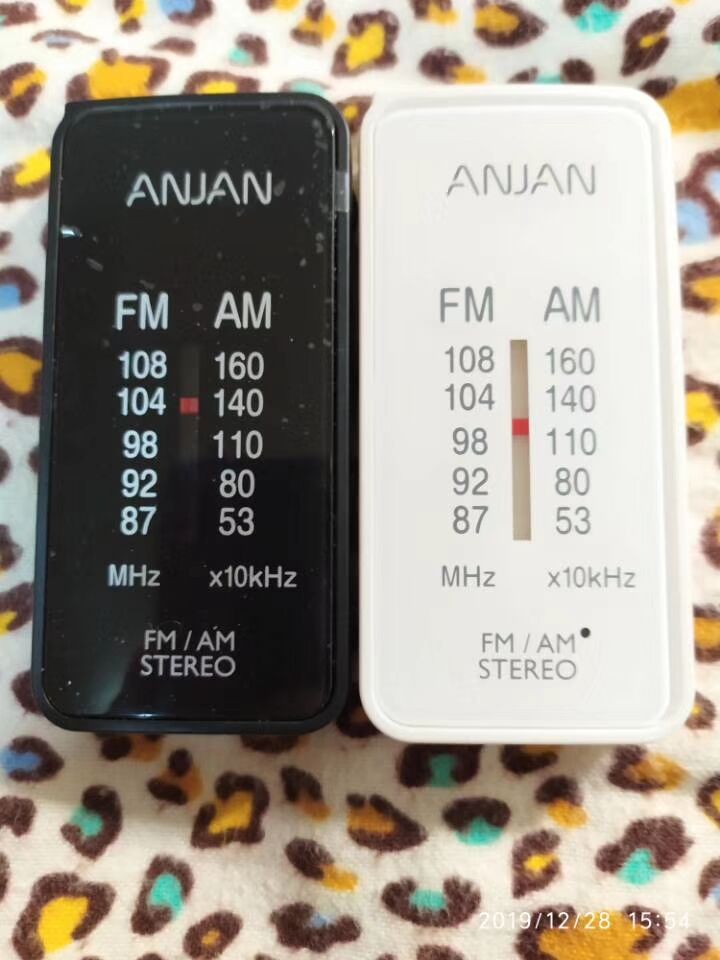 ANJAN
FM AM
108 160
104 140
98 110
92 80
87 53
MHz x10kHz
FM / AM
STEREO
ANJAN
FM AM
108 160
104 140
98 110
92 80
87 53
MHz x10kHz
FM / AM
STEREO
2019/12/28 15:54